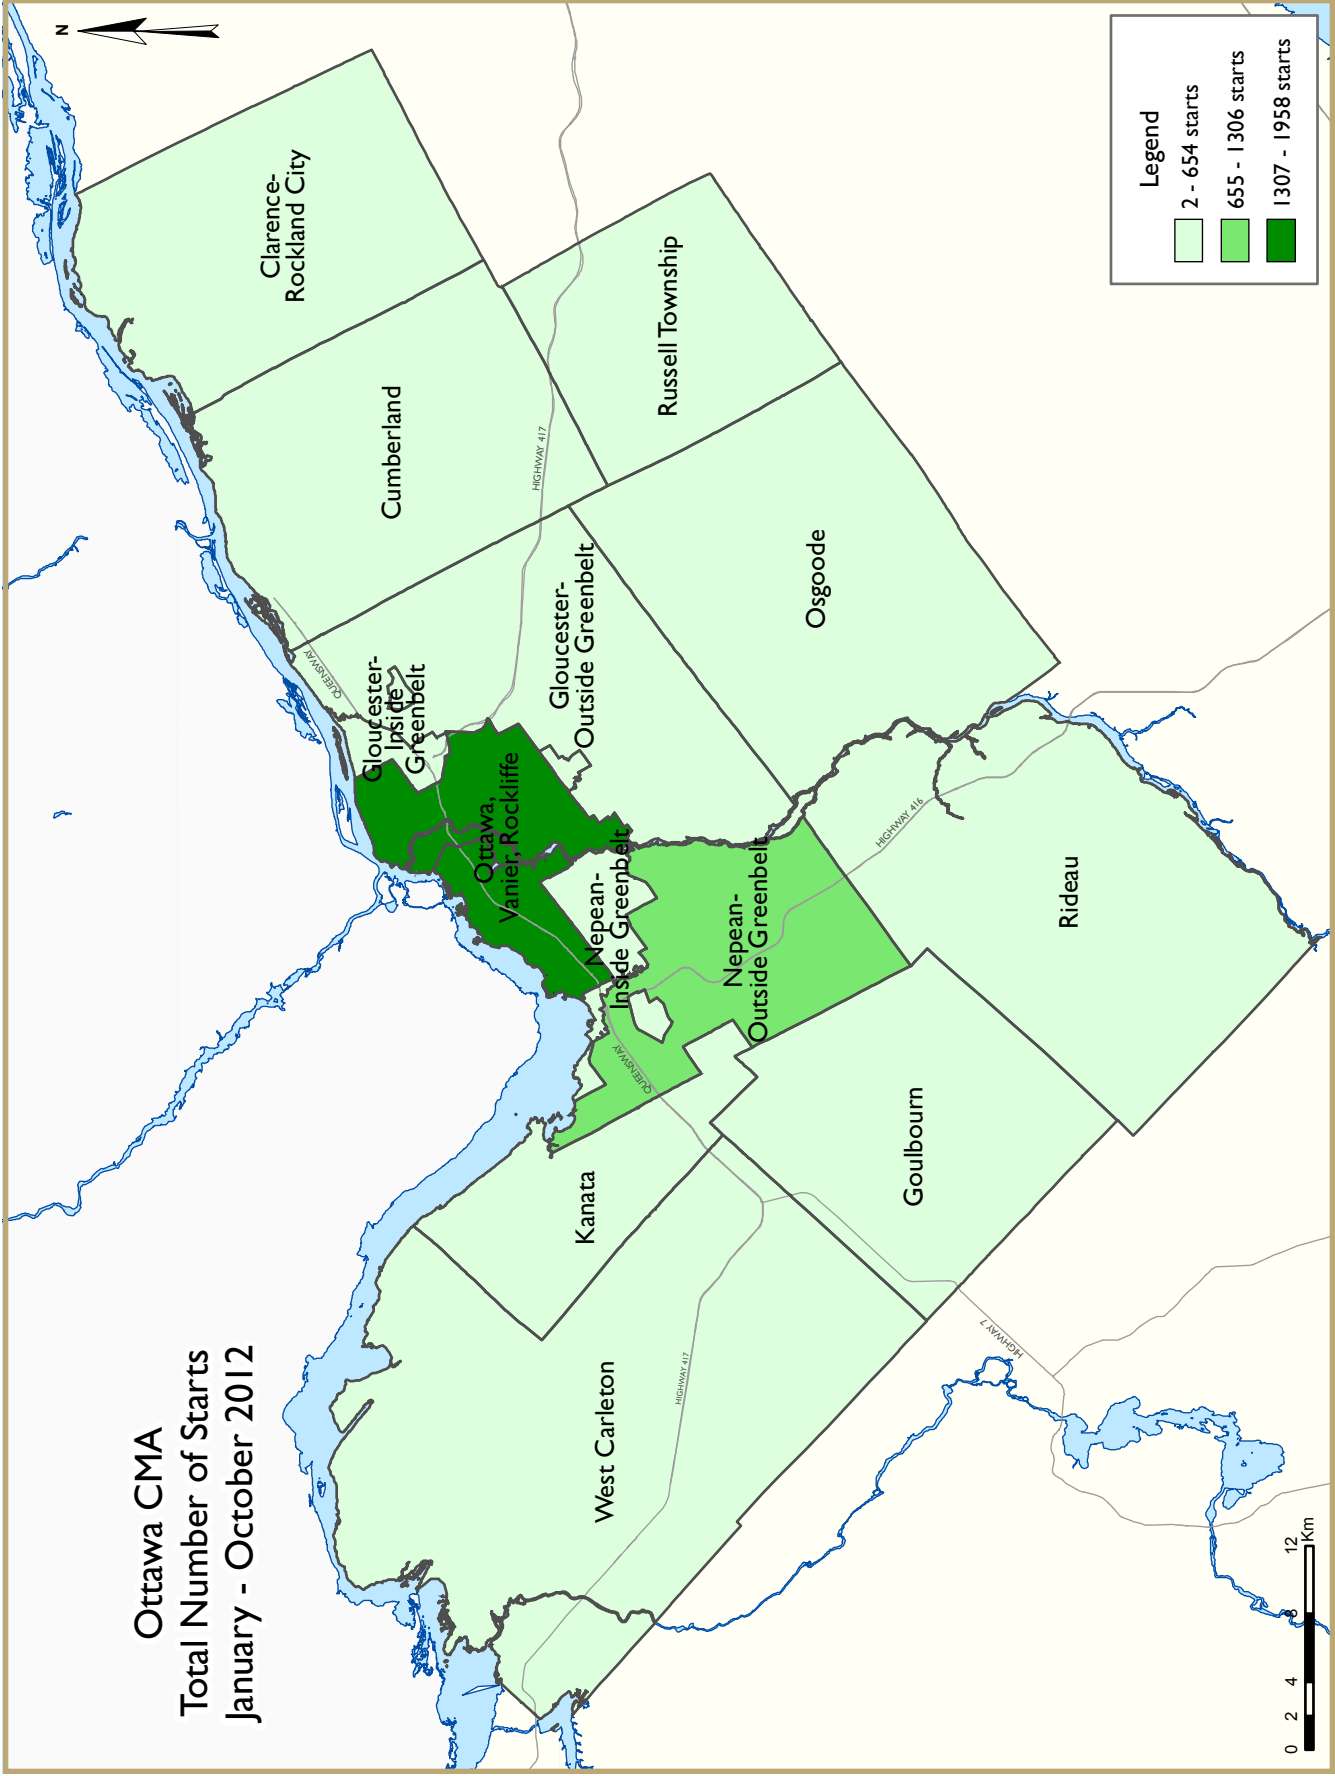 Ottawa CMA
Total Number of Starts
January - October 2012
N
West Carleton
HIGHWAY 417
Kanata
Goulbourn
HIGHWAY 7
QUEENSWAY
Nepean-
Outside Greenbelt
Nepean-
Inside Greenbelt
Ottawa,
Vanier, Rockliffe
Rideau
HIGHWAY 416
Gloucester-
Inside
Greenbelt
QUEENSWAY
Gloucester-
Outside Greenbelt
Osgoode
Cumberland
HIGHWAY 417
Russell Township
Clarence-
Rockland City
Legend
2 - 654 starts
655 - 1306 starts
1307 - 1958 starts
0 2 4 8 12
Km